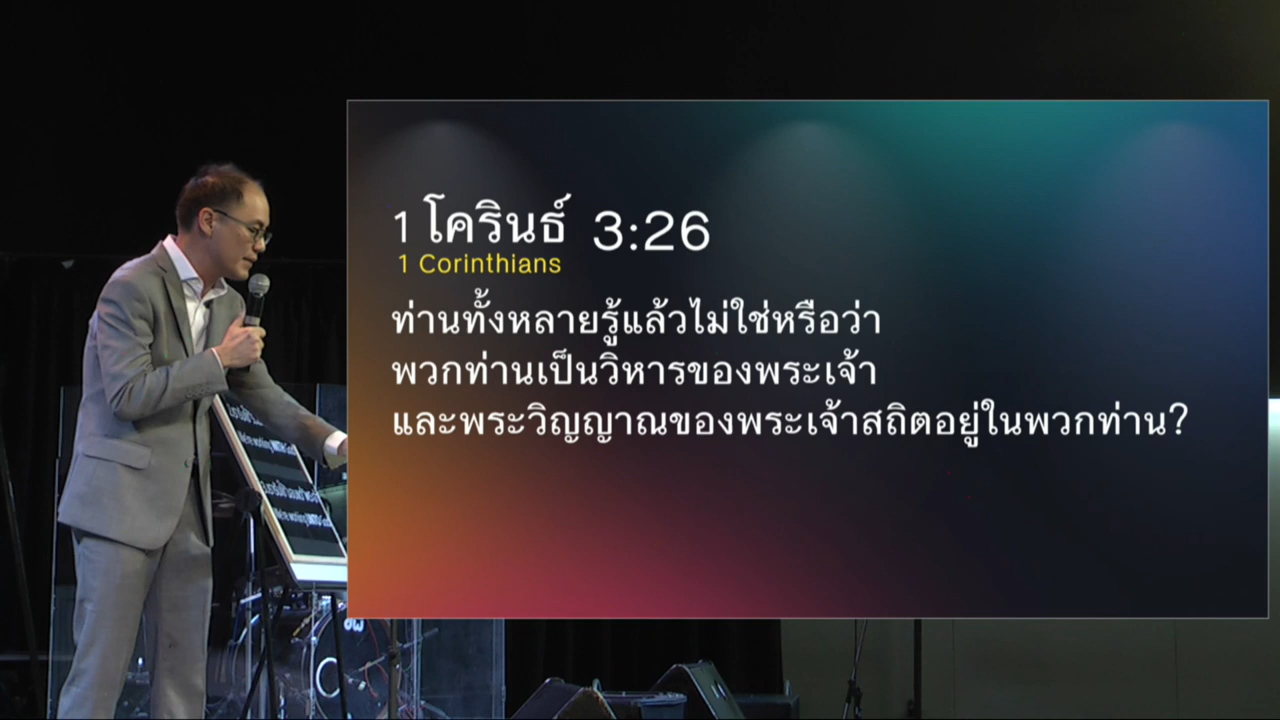 1 โครินธ์ 3:26
1 Corinthians
ท่านทั้งหลายรู้แล้วไม่ใช่หรือว่า
พวกท่านเป็นวิหารของพระเจ้า
และพระวิญญาณของพระเจ้าสถิตอยู่ในพวกท่าน?